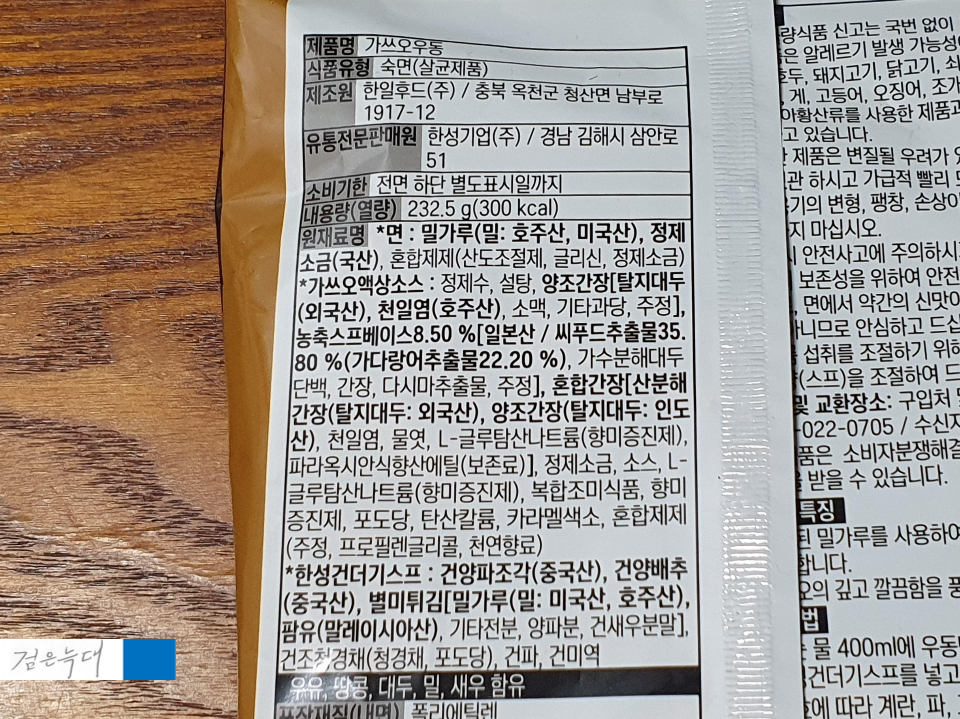 제품명 가쓰오우동
식품유형 숙면(살균제품)
제조원 한일후드(주) / 충북 옥천군 청산면 남부로
1917-12
유통전문판매원 한성기업(주) / 경남 김해시 삼안로
51
소비기한 전면 하단 별도표시일까지
내용량(열량) 232.5 g(300 kcal)
원재료명 *면 : 밀가루(밀: 호주산, 미국산), 정제
소금(국산), 혼합제제(산도조절제, 글리신, 정제소금)
*가쓰오액상소스 : 정제수, 설탕, 양조간장[탈지대두
(외국산), 천일염(호주산), 소맥, 기타과당, 주정],
농축스프베이스8.50 %[일본산 / 씨푸드추출물35.
80 %(가다랑어추출물22.20 %), 가수분해대두
단백, 간장, 다시마추출물, 주정], 혼합간장[산분해
간장(탈지대두: 외국산), 양조간장(탈지대두: 인도
산), 천일염, 물엿, L-글루탐산나트륨(향미증진제),
파라옥시안식향산에틸(보존료)], 정제소금, 소스, L-
글루탐산나트륨(향미증진제), 복합조미식품, 향미
증진제, 포도당, 탄산칼륨, 카라멜색소, 혼합제제
(주정, 프로필렌글리콜, 천연향료)
*한성건더기스프 : 건양파조각(중국산), 건양배추
(중국산), 별미튀김[밀가루(밀: 미국산, 호주산),
팜유(말레이시아산), 기타전분, 양파분, 건새우분말],
건조청경채(청경채, 포도당), 건파, 건미역
우유, 땅콩, 대두, 밀, 새우 함유
포장재질(내면) 폴리에틸렌
량식품 신고는 국번 없이
은 알레르기 발생 가능성
호두, 돼지고기, 닭고기, 쇠
게, 고등어, 오징어, 조개
아황산류를 사용한 제품과
고 있습니다.
제품은 변질될 우려가
관 하시고 가급적 빨리
기의 변형, 팽창, 손상이
지 마십시오.
안전사고에 주의하시
보존성을 위하여 안전
면에서 약간의 신맛이
아니므로 안심하고 드십
섭취를 조절하기 위해
(스프)을 조절하여 드
및 교환장소: 구입처 및
-022-0705 / 수신자
품은 소비자분쟁해결
받을 수 있습니다.
특징
된 밀가루를 사용하여
합니다.
오의 깊고 깔끔함을 풍
법
물 400ml에 우동면
건더기스프를 넣고
호에 따라 계란, 파,
검은늑대